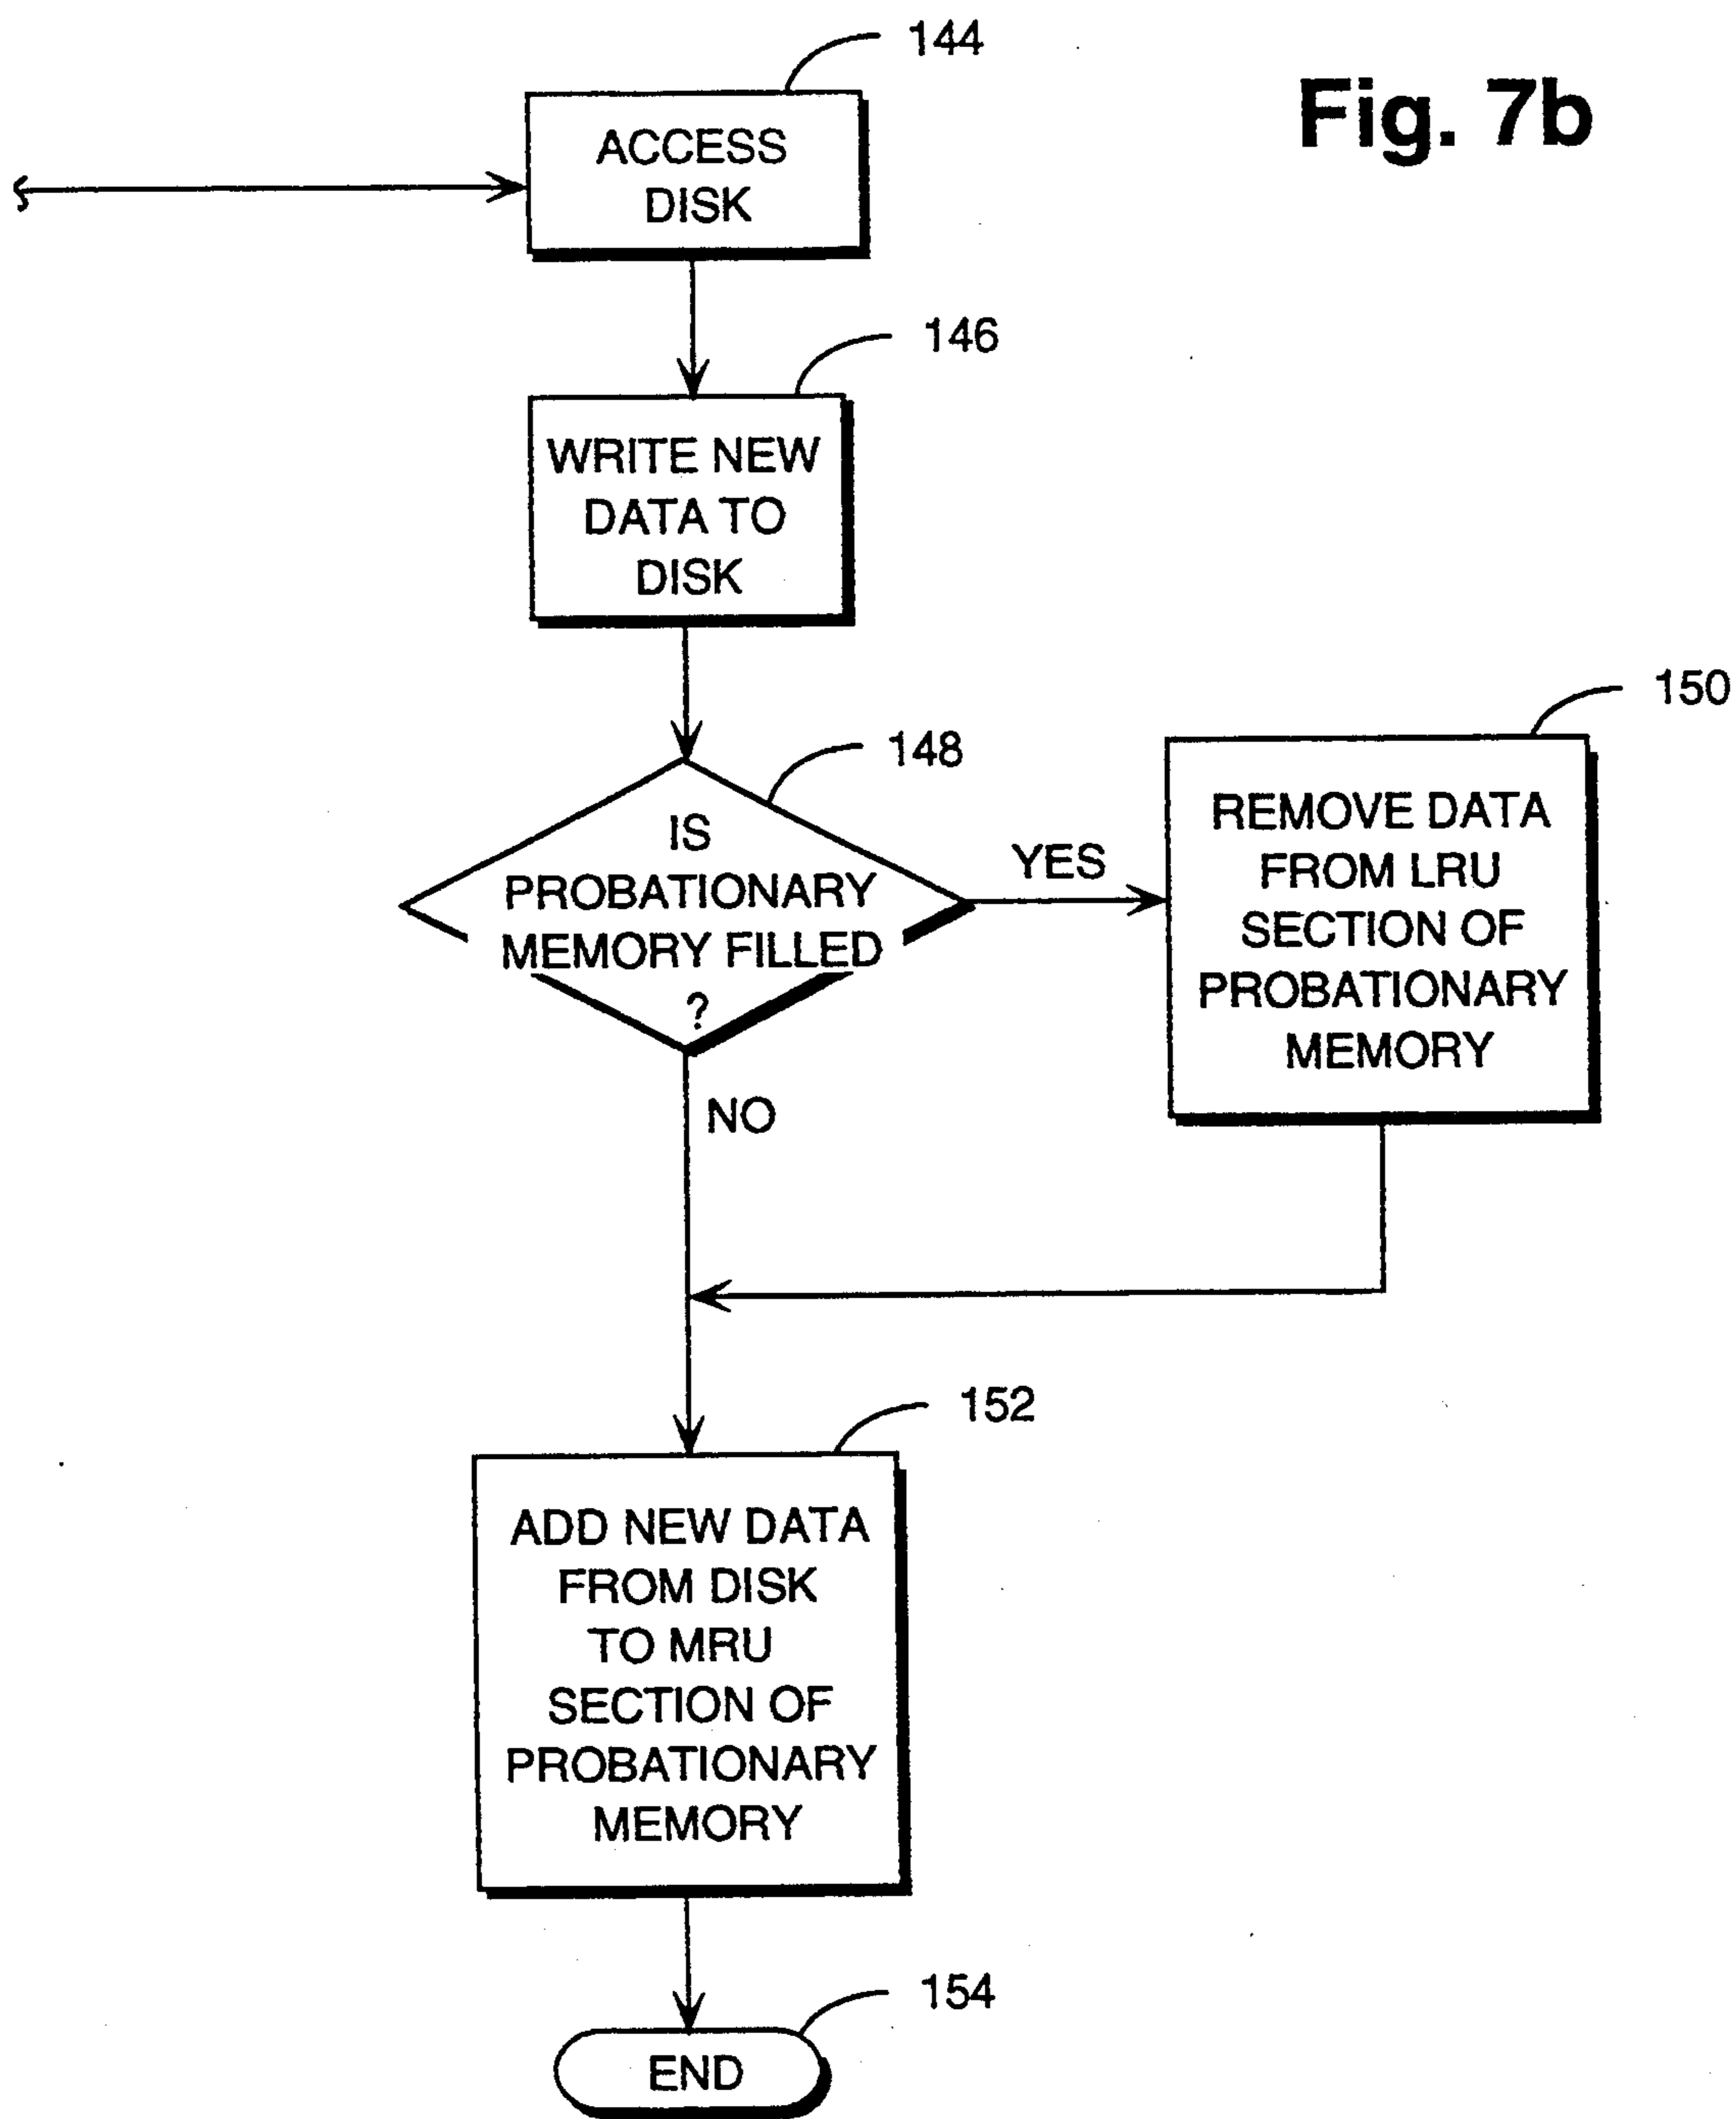 Fig. 7b
144
ACCESS
DISK
146
WRITE NEW
DATA TO
DISK
148
IS
PROBATIONARY
MEMORY FILLED
?
YES
NO
150
REMOVE DATA
FROM LRU
SECTION OF
PROBATIONARY
MEMORY
152
ADD NEW DATA
FROM DISK
TO MRU
SECTION OF
PROBATIONARY
MEMORY
154
END